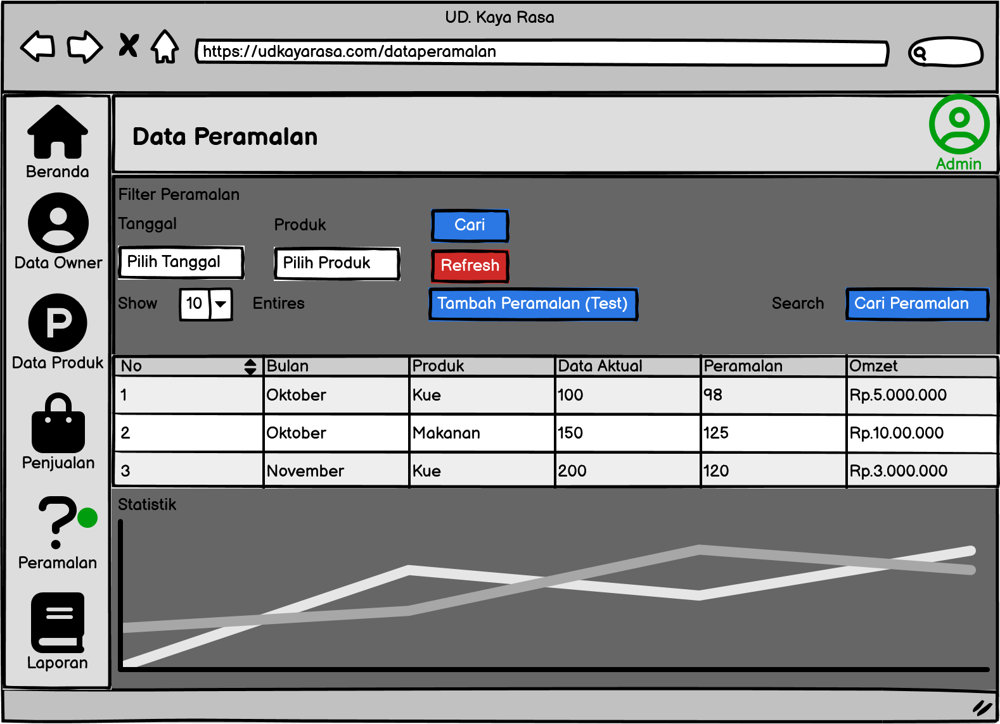 UD. Kaya Rasa
https://udkayarasa.com/dataperamalan
Data Peramalan
Admin
Beranda
Data Owner
Data Produk
Penjualan
Peramalan
Laporan
Filter Peramalan
Tanggal Produk Cari
Pilih Tanggal Pilih Produk Refresh
Show 10 Entires Tambah Peramalan (Test) Search Cari Peramalan
No Bulan Produk Data Aktual Peramalan Omzet
1 Oktober Kue 100 98 Rp.5.000.000
2 Oktober Makanan 150 125 Rp.10.00.000
3 November Kue 200 120 Rp.3.000.000
Statistik